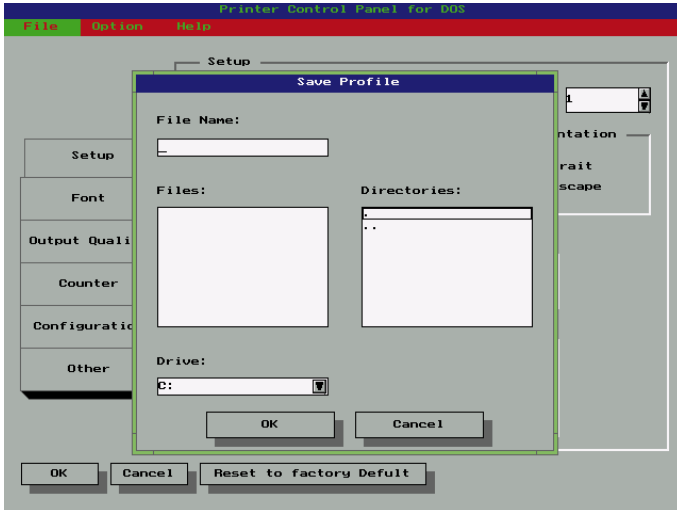 Printer Control Panel for DOS
File Option Help
Setup
Save Profile
File Name:
_
1
ntation
rait
scape
Files:
Directories:
.
..
Setup
Font
Output Quali
Counter
Configuratio
Other
Drive:
C:
OK Cancel
OK Cancel Reset to factory Defult